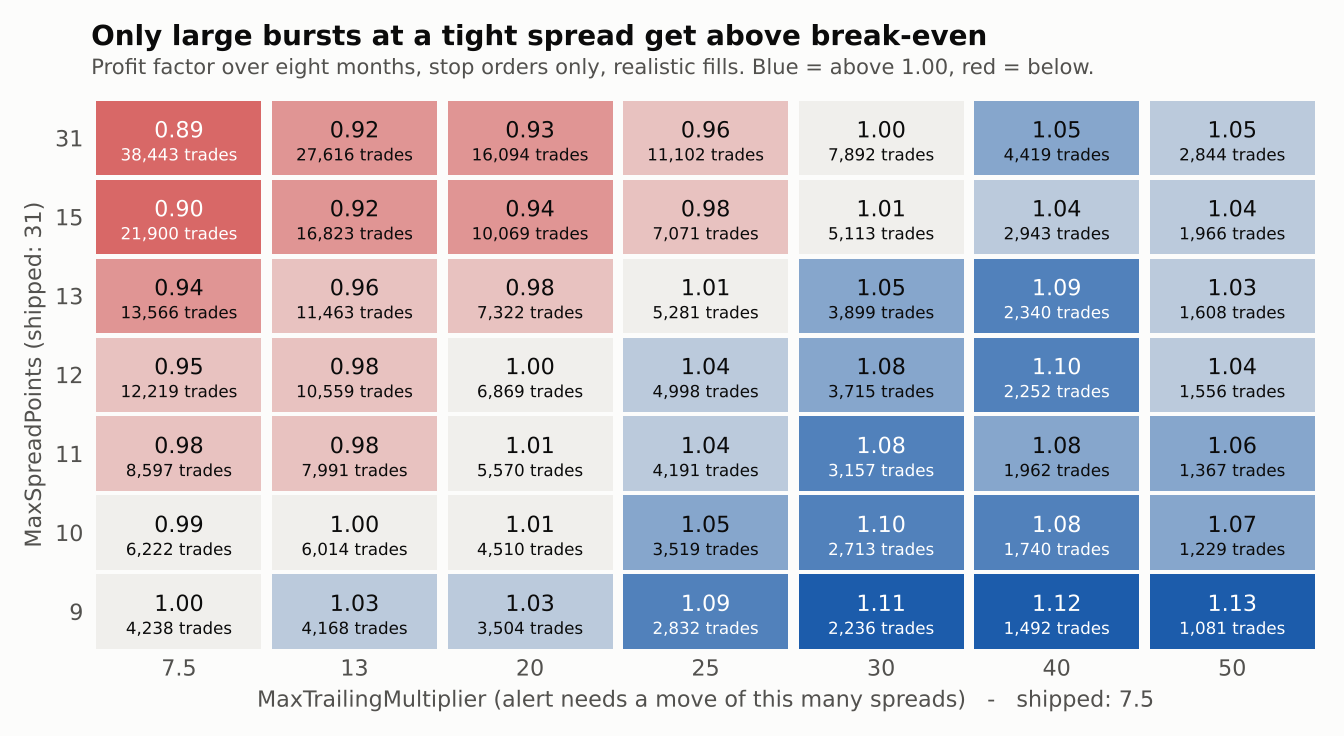 Only large bursts at a tight spread get above break-even
Profit factor over eight months, stop orders only, realistic fills. Blue = above 1.00, red = below.
MaxSpreadPoints (shipped: 31)
31
0.89
38,443 trades
0.92
27,616 trades
0.93
16,094 trades
0.96
11,102 trades
1.00
7,892 trades
1.05
4,419 trades
1.05
2,844 trades
15
0.90
21,900 trades
0.92
16,823 trades
0.94
10,069 trades
0.98
7,071 trades
1.01
5,113 trades
1.04
2,943 trades
1.04
1,966 trades
13
0.94
13,566 trades
0.96
11,463 trades
0.98
7,322 trades
1.01
5,281 trades
1.05
3,899 trades
1.09
2,340 trades
1.03
1,608 trades
12
0.95
12,219 trades
0.98
10,559 trades
1.00
6,869 trades
1.04
4,998 trades
1.08
3,715 trades
1.10
2,252 trades
1.04
1,556 trades
11
0.98
8,597 trades
0.98
7,991 trades
1.01
5,570 trades
1.04
4,191 trades
1.08
3,157 trades
1.08
1,962 trades
1.06
1,367 trades
10
0.99
6,222 trades
1.00
6,014 trades
1.01
4,510 trades
1.05
3,519 trades
1.10
2,713 trades
1.08
1,740 trades
1.07
1,229 trades
9
1.00
4,238 trades
1.03
4,168 trades
1.03
3,504 trades
1.09
2,832 trades
1.11
2,236 trades
1.12
1,492 trades
1.13
1,081 trades
7.5
13
20
25
30
40
50
MaxTrailingMultiplier (alert needs a move of this many spreads)   -   shipped: 7.5